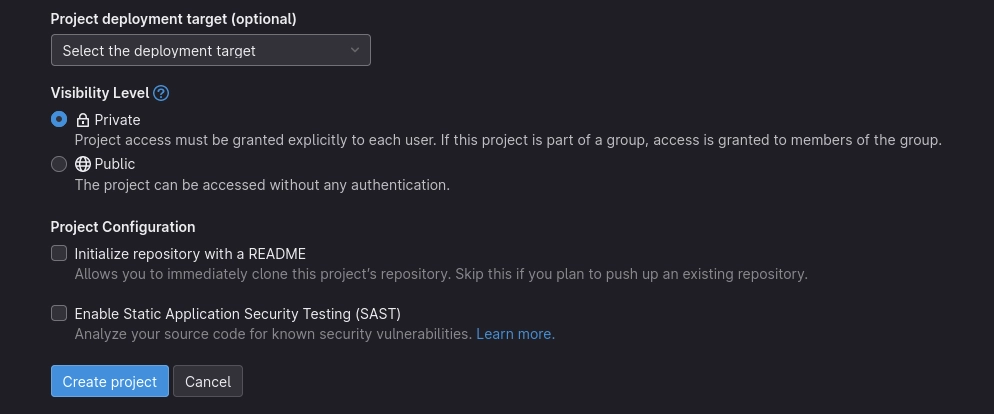 Project deployment target (optional)
Select the deployment target
Visibility Level
Private
Project access must be granted explicitly to each user. If this project is part of a group, access is granted to members of the group.
Public
The project can be accessed without any authentication.
Project Configuration
Initialize repository with a README
Allows you to immediately clone this project's repository. Skip this if you plan to push up an existing repository.
Enable Static Application Security Testing (SAST)
Analyze your source code for known security vulnerabilities. Learn more.
Create project Cancel